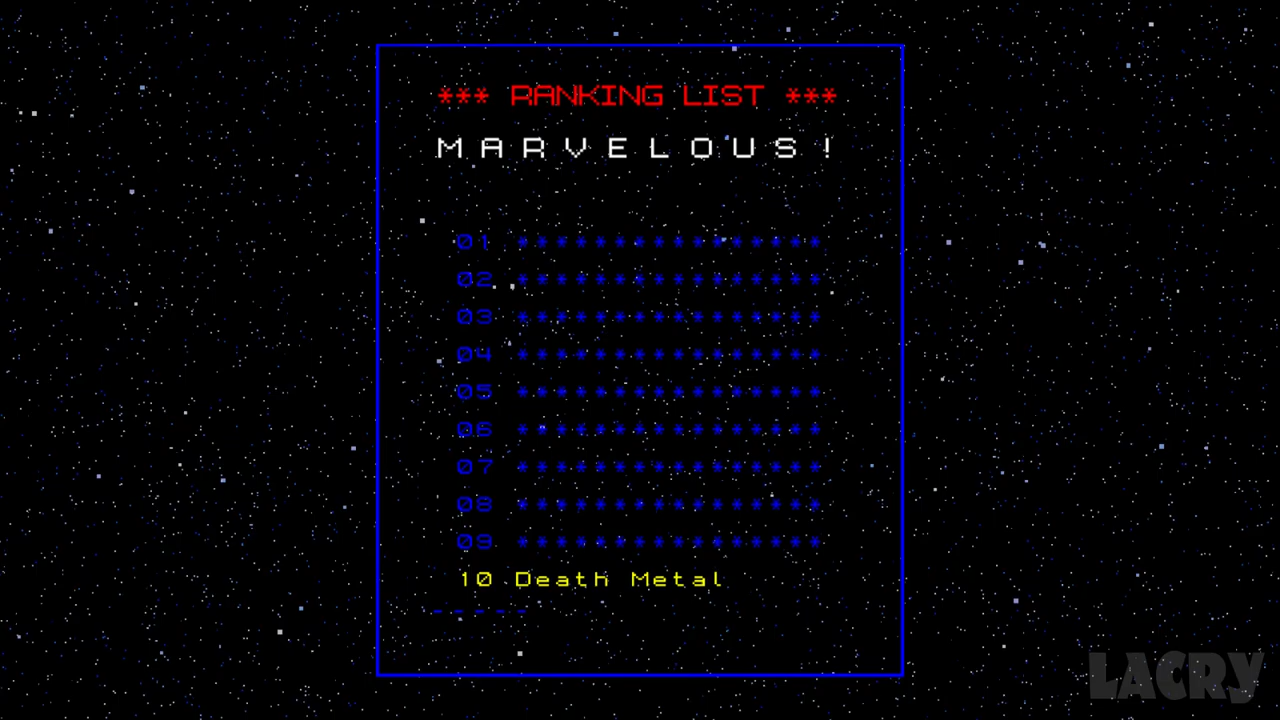 *** RANKING LIST ***
MARVELOUS!
01 ****************
02 ****************
03 ****************
04 ****************
05 ****************
06 ****************
07 ****************
08 ****************
09 ****************
10 Death Metal
-----
LACRY